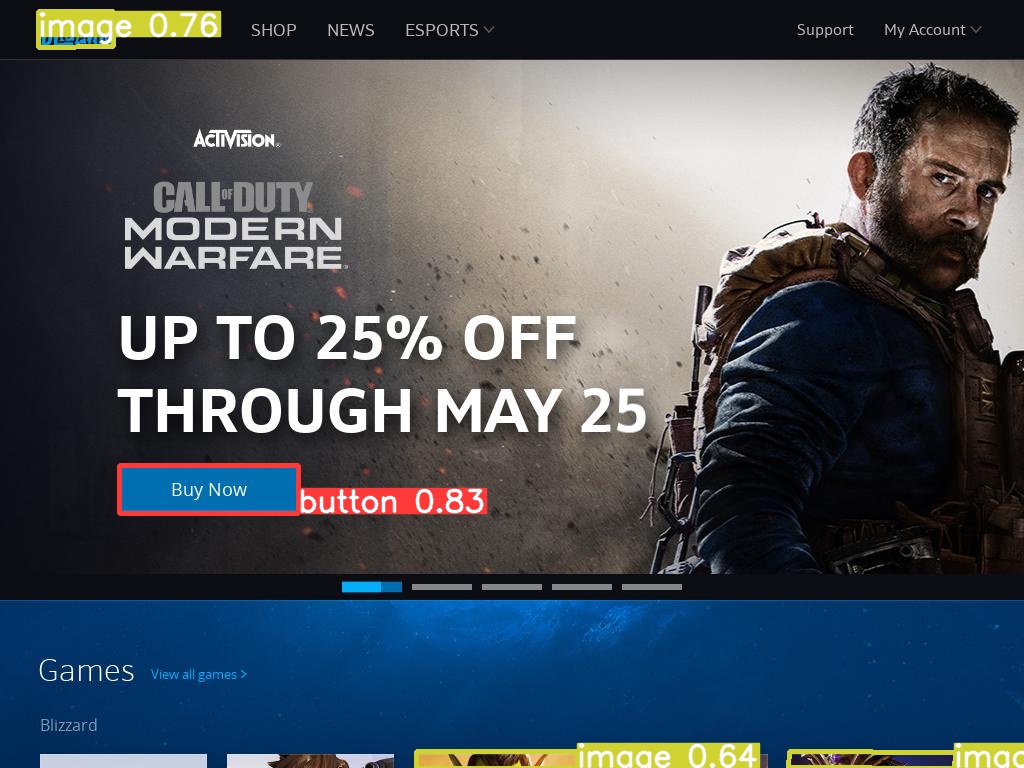 image 0.76
SHOP
NEWS
ESPORTS
Support
My Account
ACTIVISION
CALL OF DUTY
MODERN
WARFARE
UP TO 25% OFF
THROUGH MAY 25
Buy Now
button 0.83
Games
View all games >
Blizzard
image 0.64
imag